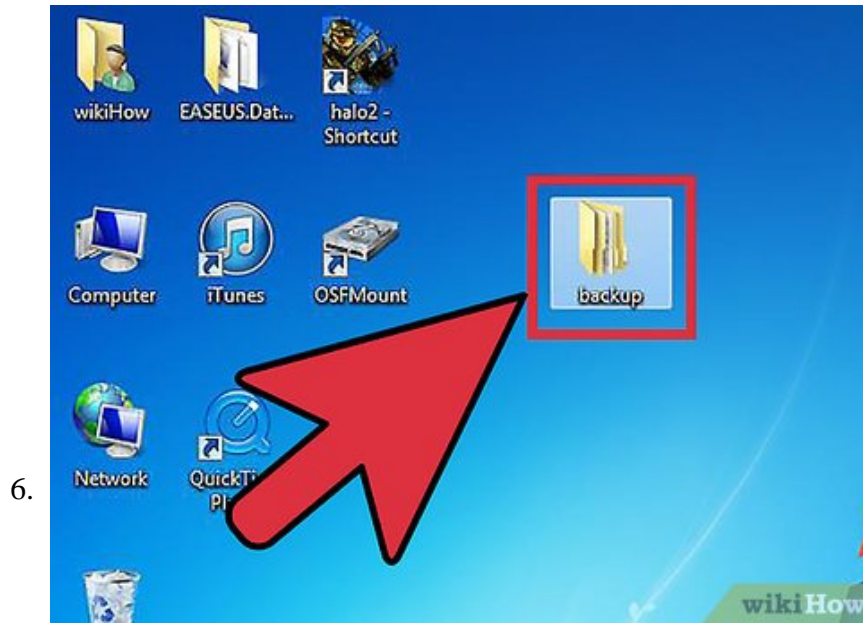 wikiHow
EASEUS.Dat...
halo2 -
Shortcut
Computer
iTunes
OSFMount
backup
6.
Network
wikiHow